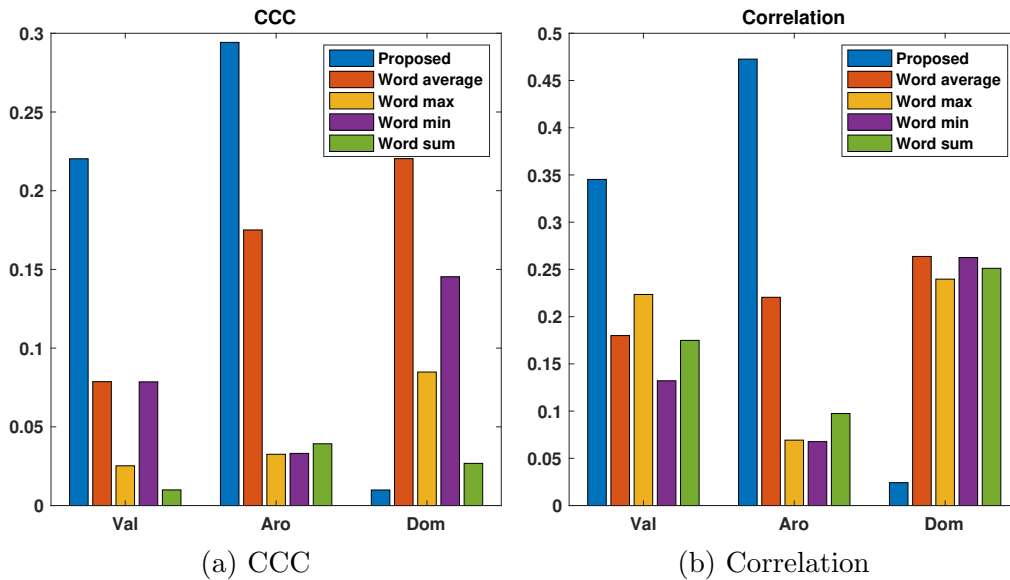 CCC
0.3
0.25
0.2
0.15
0.1
0.05
0
Proposed
Word average
Word max
Word min
Word sum
Val Aro Dom
(a) CCC
Correlation
0.5
0.45
0.4
0.35
0.3
0.25
0.2
0.15
0.1
0.05
0
Proposed
Word average
Word max
Word min
Word sum
Val Aro Dom
(b) Correlation